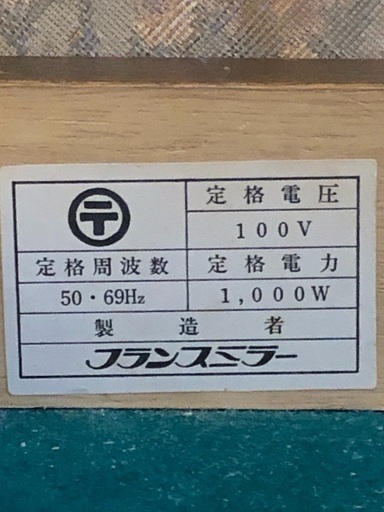 〒
定格電圧
100V
定格周波数
定格電力
50・69Hz
1,000W
製造者
フランスミラー